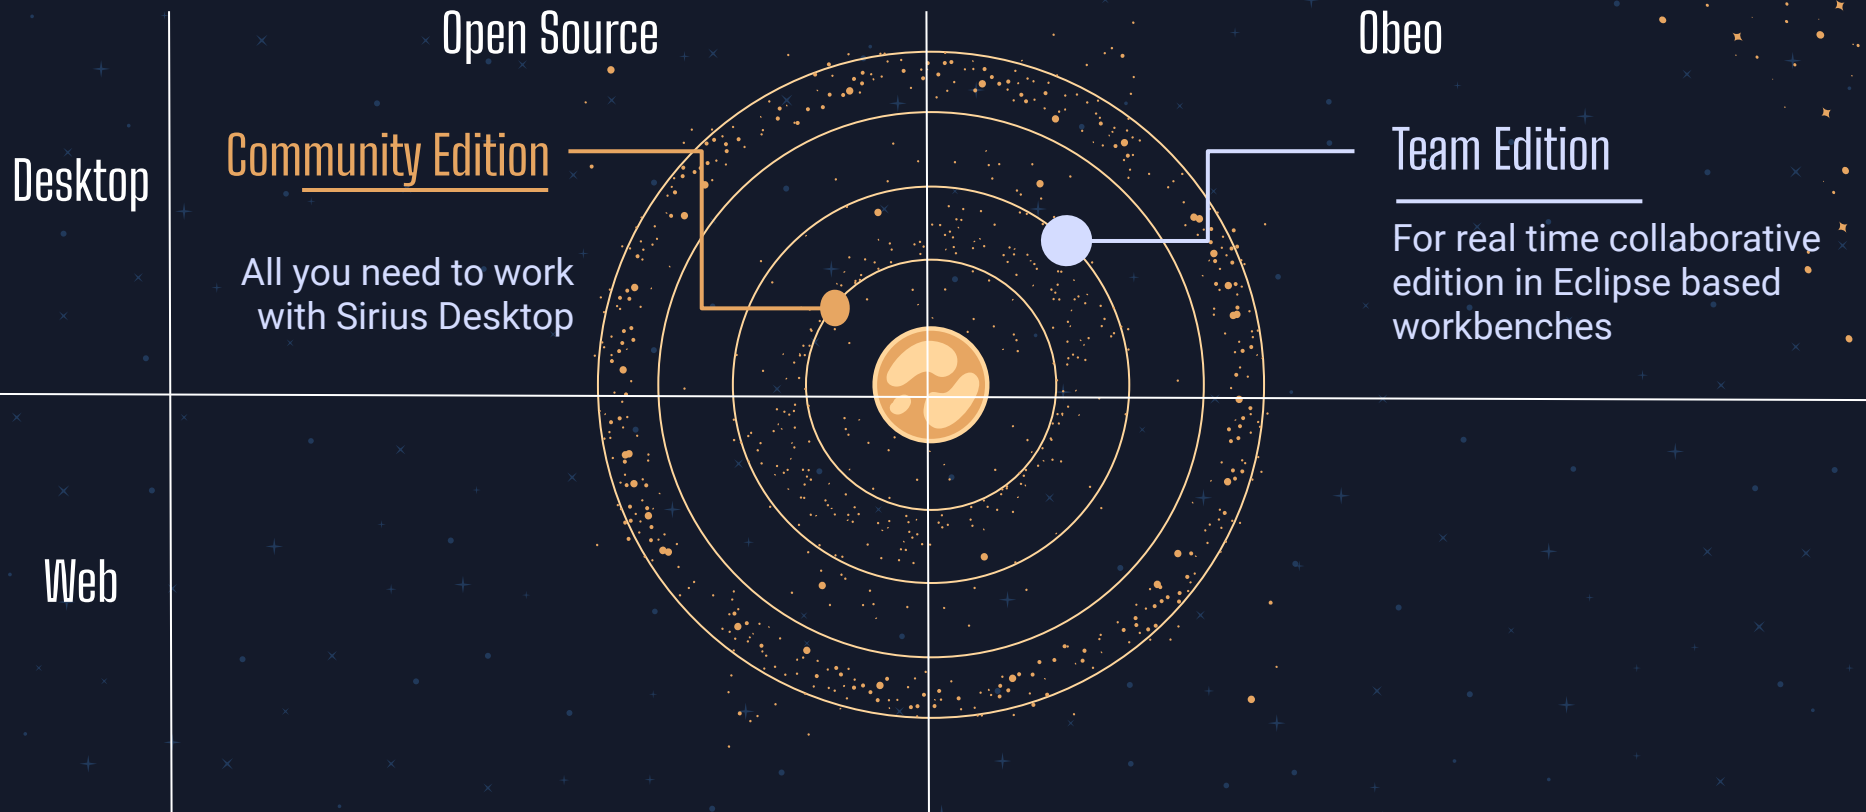 Open Source
Obeo
Desktop
Community Edition
All you need to work
with Sirius Desktop
Team Edition
For real time collaborative
edition in Eclipse based
workbenches
Web